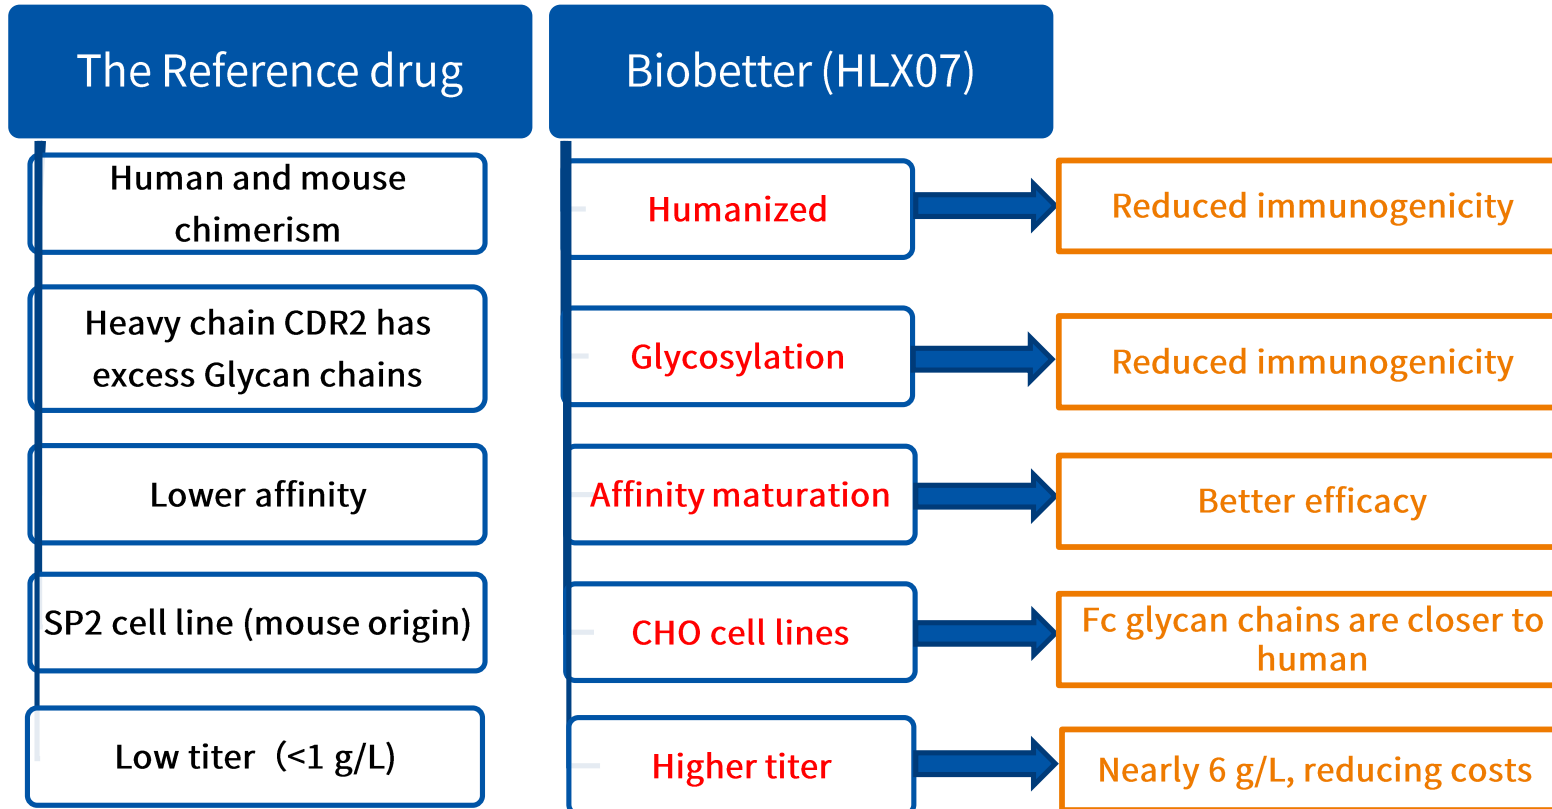 The Reference drug
Biobetter (HLX07)
Human and mouse
chimerism
Humanized
Reduced immunogenicity
Heavy chain CDR2 has
excess Glycan chains
Glycosylation
Reduced immunogenicity
Lower affinity
Affinity maturation
Better efficacy
SP2 cell line (mouse origin)
CHO cell lines
Fc glycan chains are closer to
human
Low titer（<1 g/L)
Higher titer
Nearly 6 g/L, reducing costs